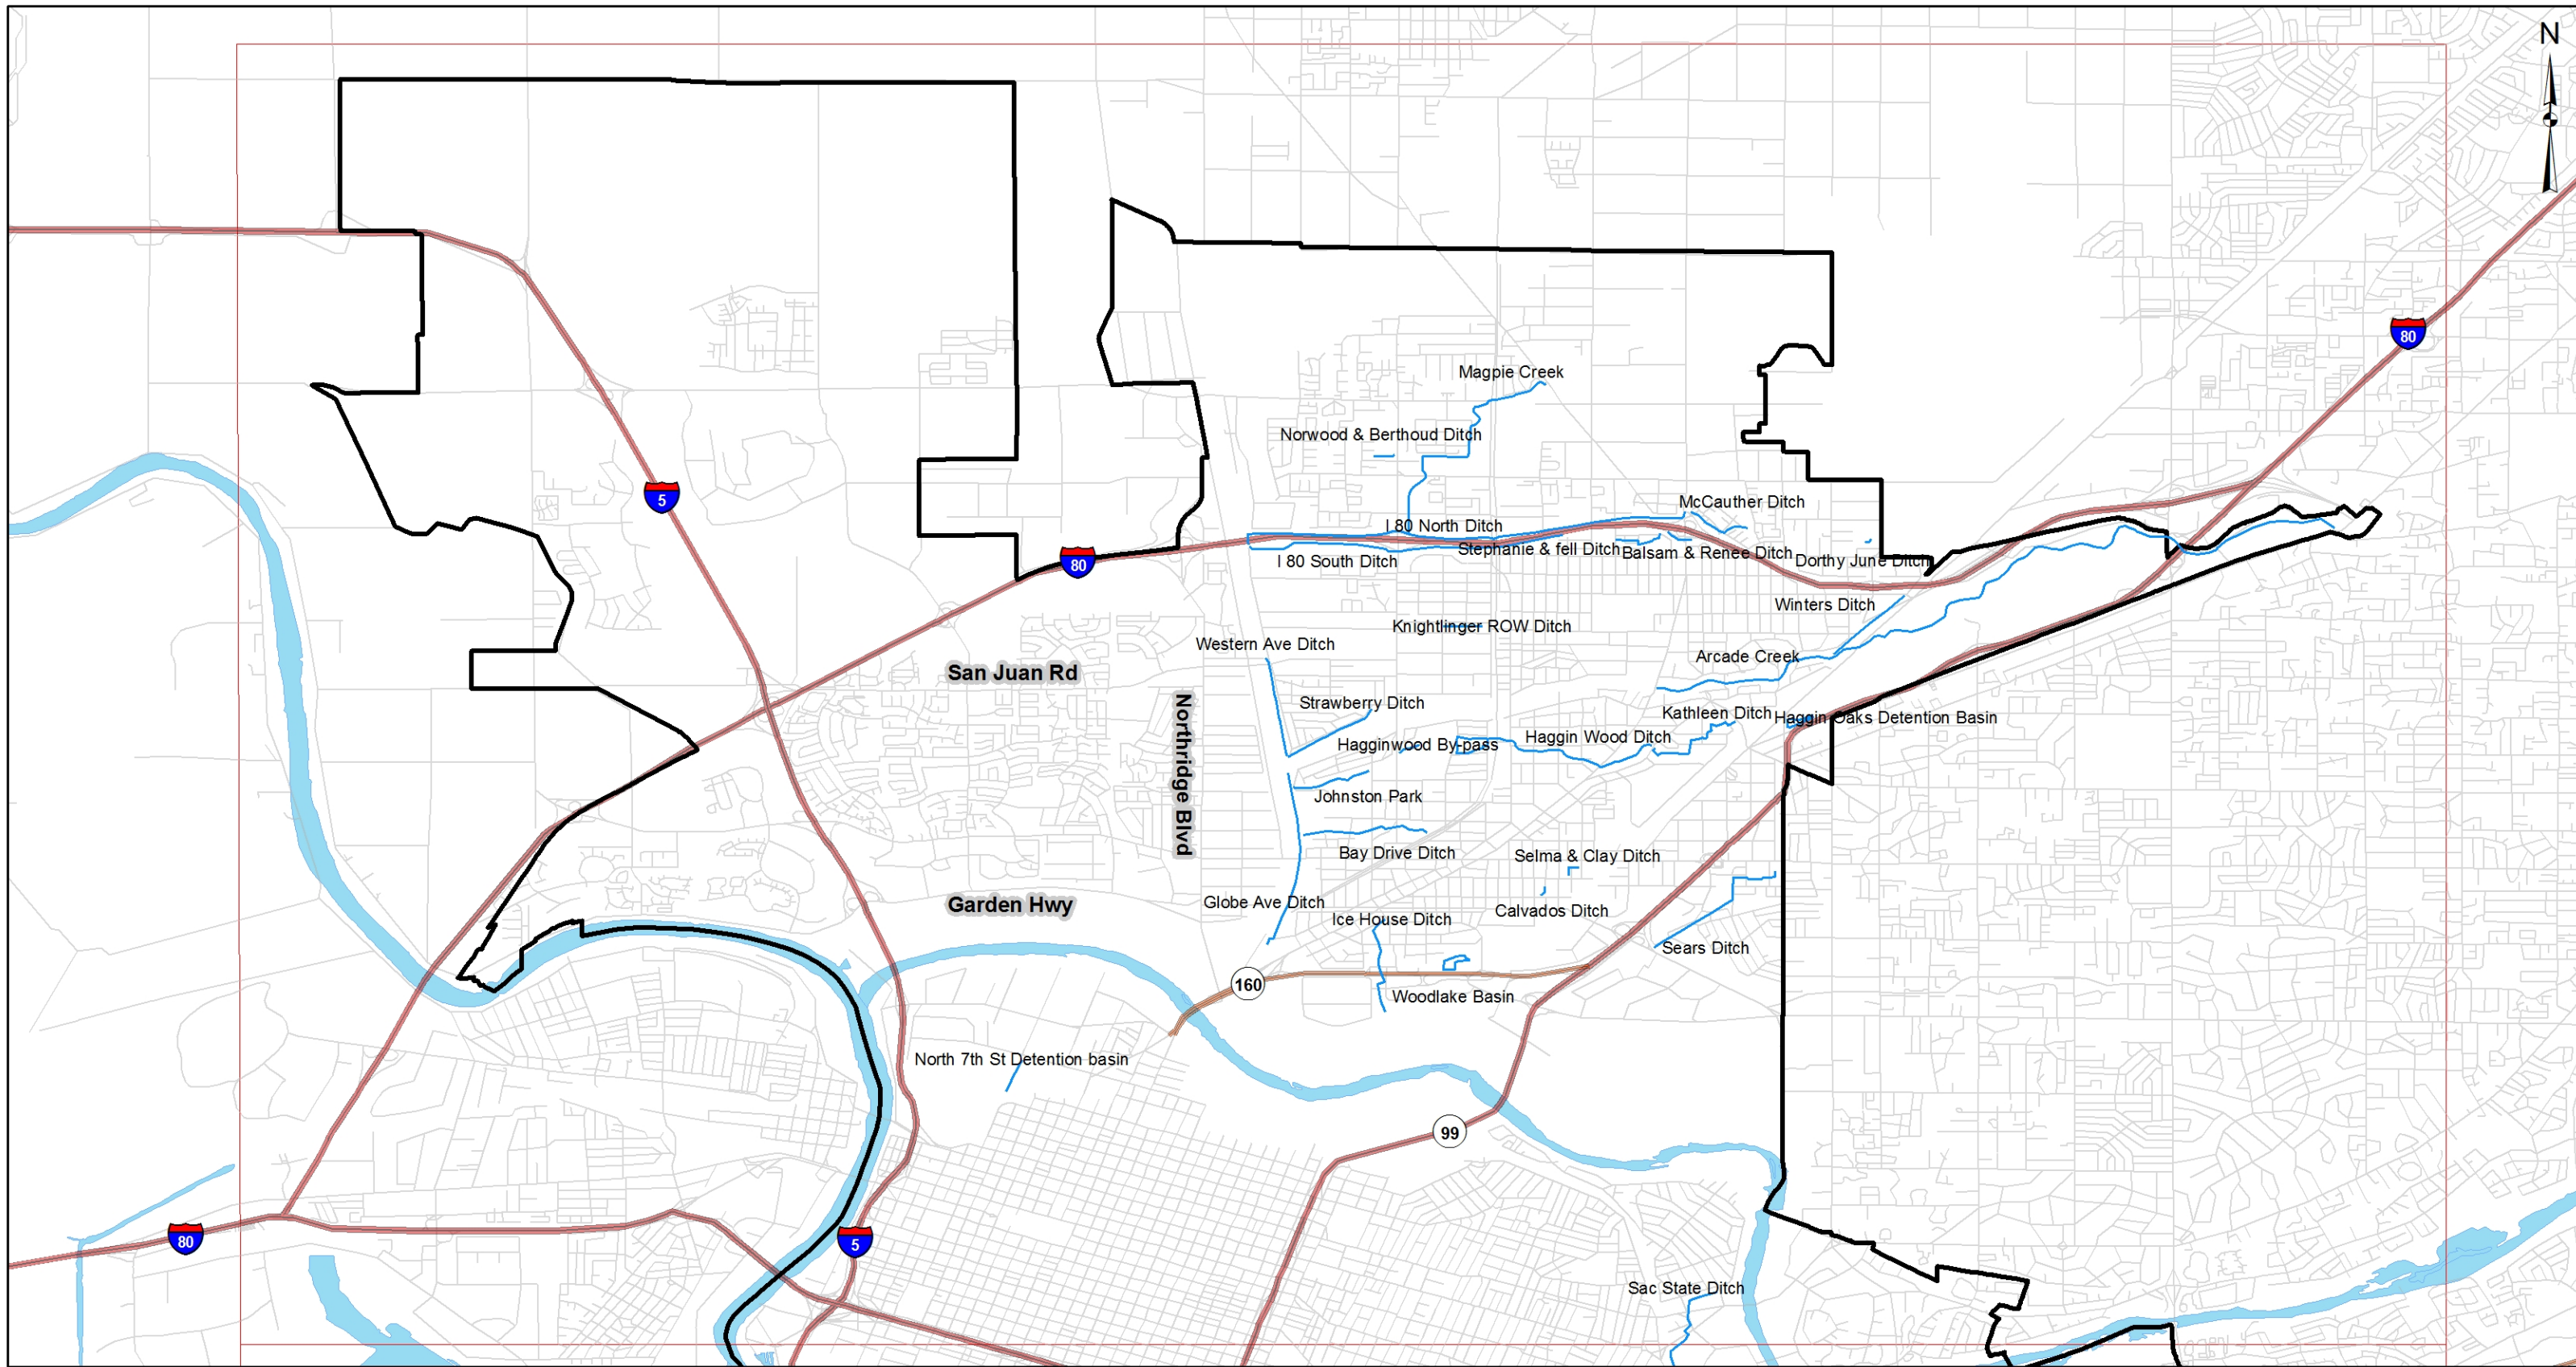 N
80
Magpie Creek
Norwood & Berthoud Ditch
5
McCauther Ditch
I 80 North Ditch
Stephanie & fell Ditch
Balsam & Renee Ditch
Dorthy June Ditch
I 80 South Ditch
80
Winters Ditch
Knightlinger ROW Ditch
Western Ave Ditch
Arcade Creek
San Juan Rd
Northridge Blvd
Strawberry Ditch
Kathleen Ditch
Haggin Oaks Detention Basin
Hagginwood By-pass
Haggin Wood Ditch
Johnston Park
Bay Drive Ditch
Selma & Clay Ditch
Garden Hwy
Globe Ave Ditch
Ice House Ditch
Calvados Ditch
Sears Ditch
160
Woodlake Basin
North 7th St Detention basin
99
80
5
Sac State Ditch